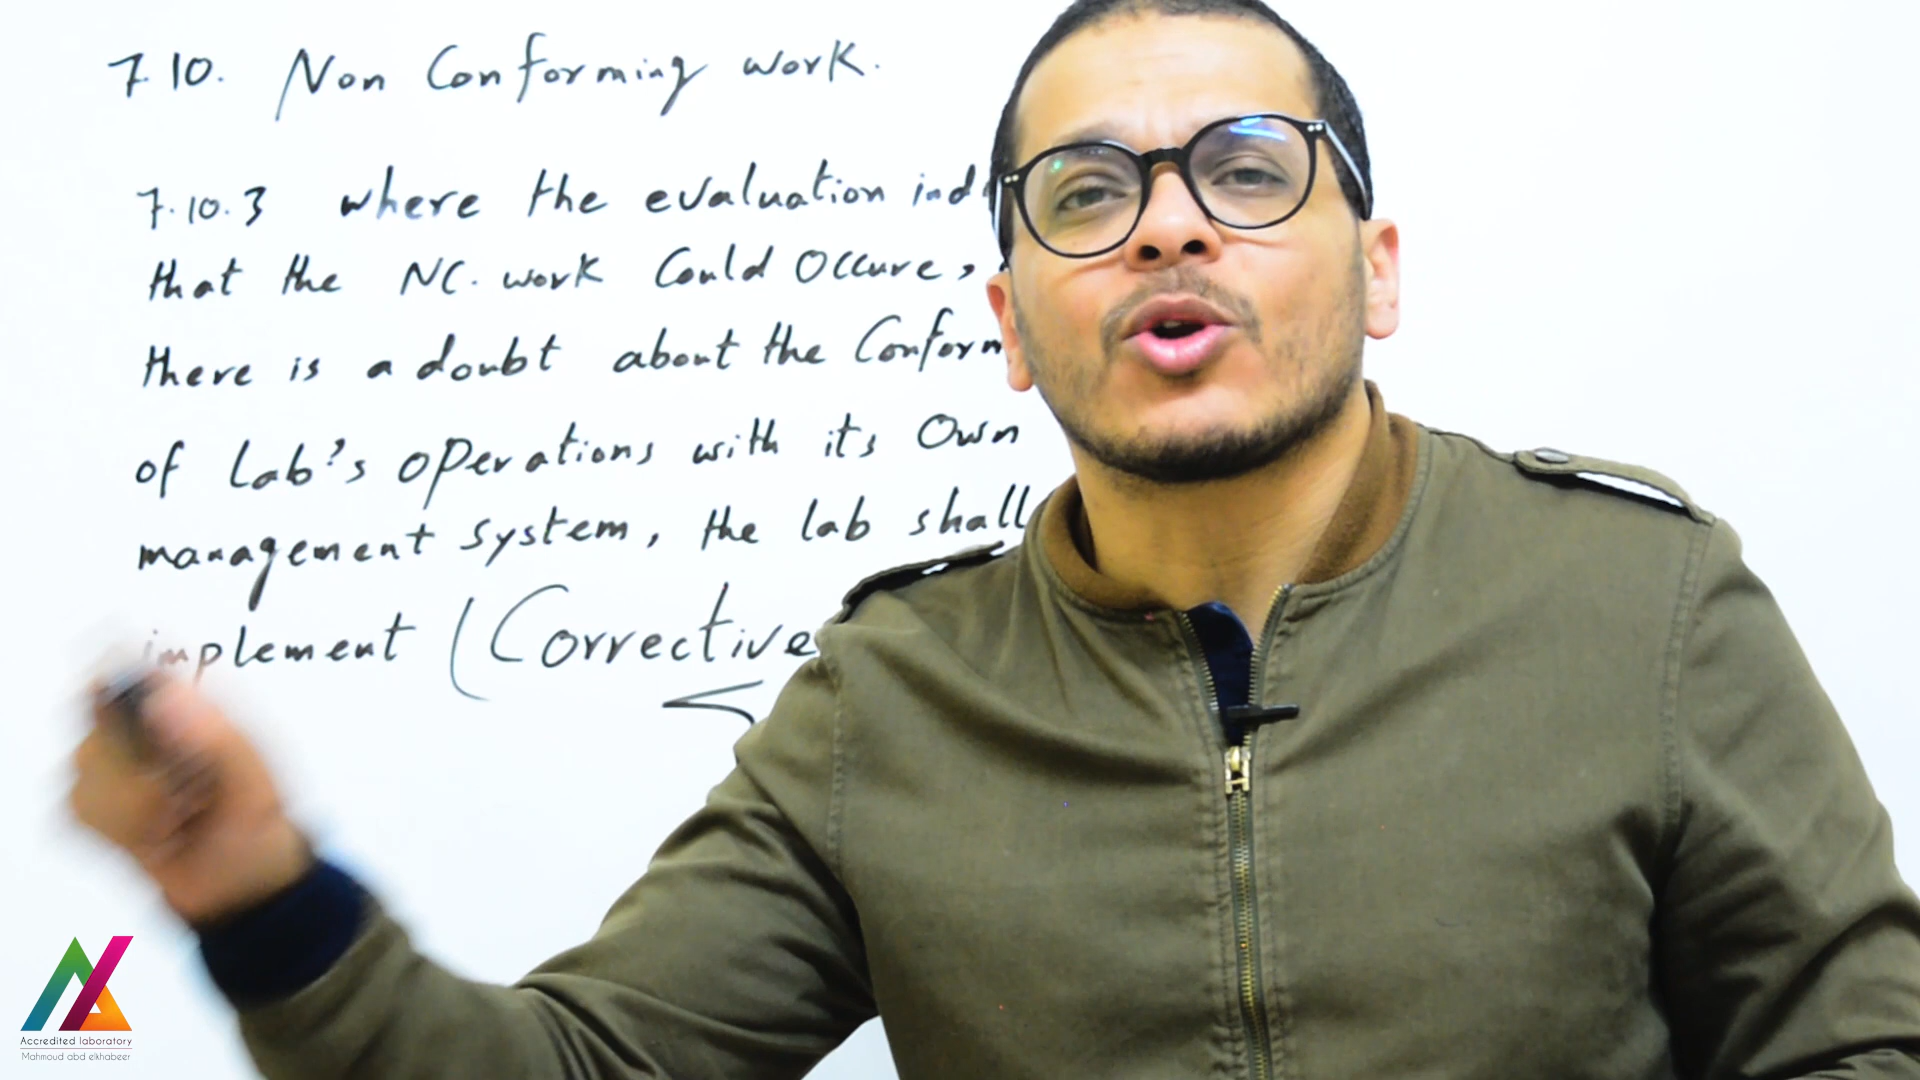 7.10. Non Conforming work.
7.10.3 where the evaluation ind
that the NC. work Could Occure,
there is a doubt about the Conform
of Lab's operations with its Own
management system, the lab shall
implement (Corrective
Accredited laboratory
Mahmoud abd elkhabeer